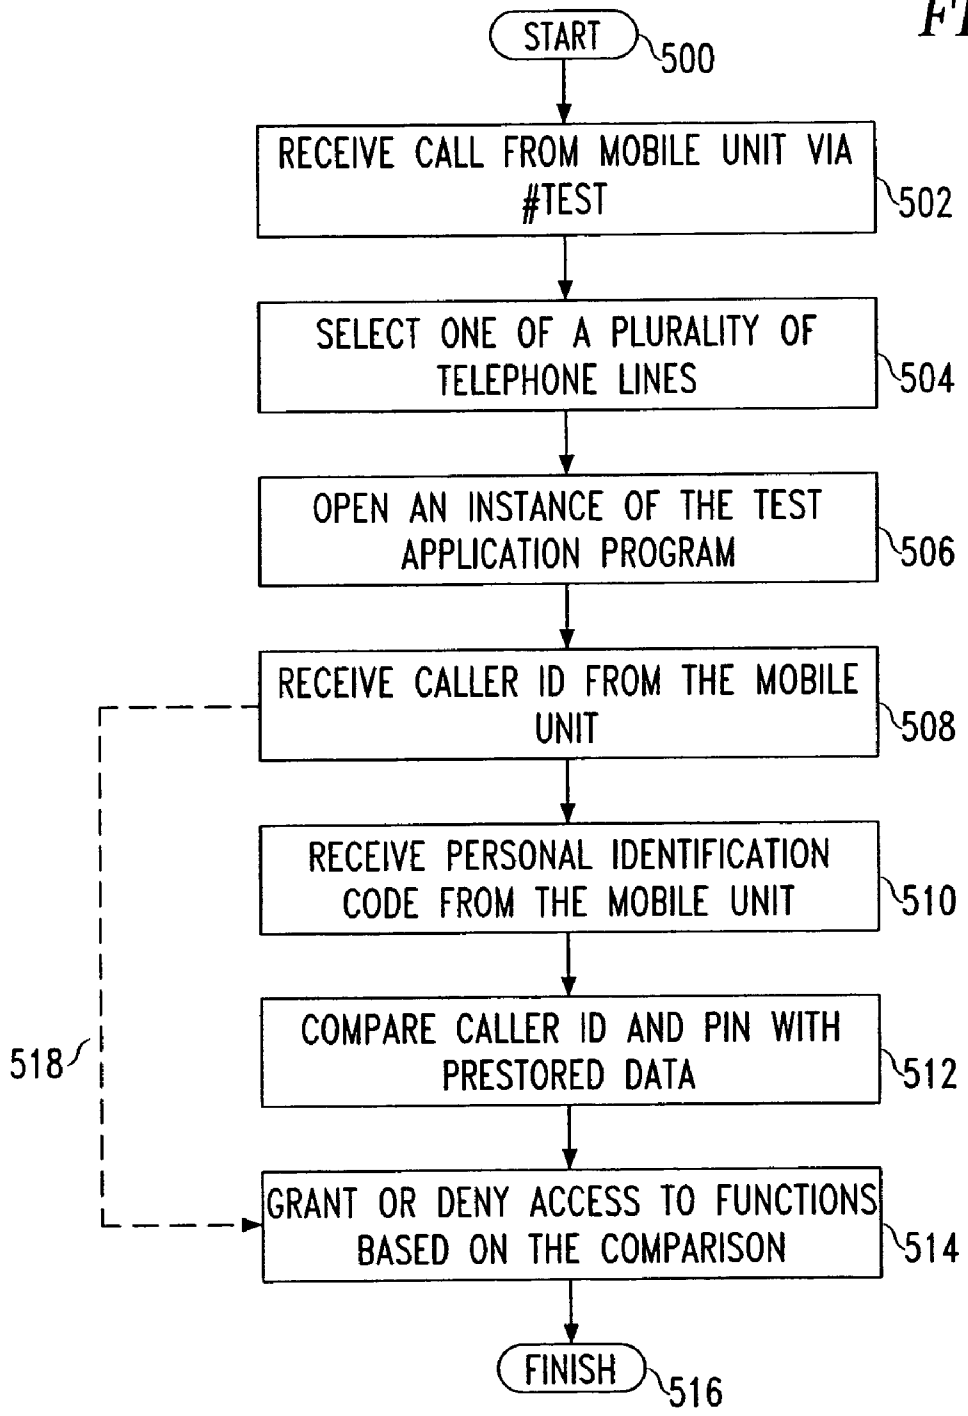 START
500
RECEIVE CALL FROM MOBILE UNIT VIA
#TEST
502
SELECT ONE OF A PLURALITY OF
TELEPHONE LINES
504
OPEN AN INSTANCE OF THE TEST
APPLICATION PROGRAM
506
RECEIVE CALLER ID FROM THE MOBILE
UNIT
508
RECEIVE PERSONAL IDENTIFICATION
CODE FROM THE MOBILE UNIT
510
COMPARE CALLER ID AND PIN WITH
PRESTORED DATA
512
518
GRANT OR DENY ACCESS TO FUNCTIONS
BASED ON THE COMPARISON
514
FINISH
516